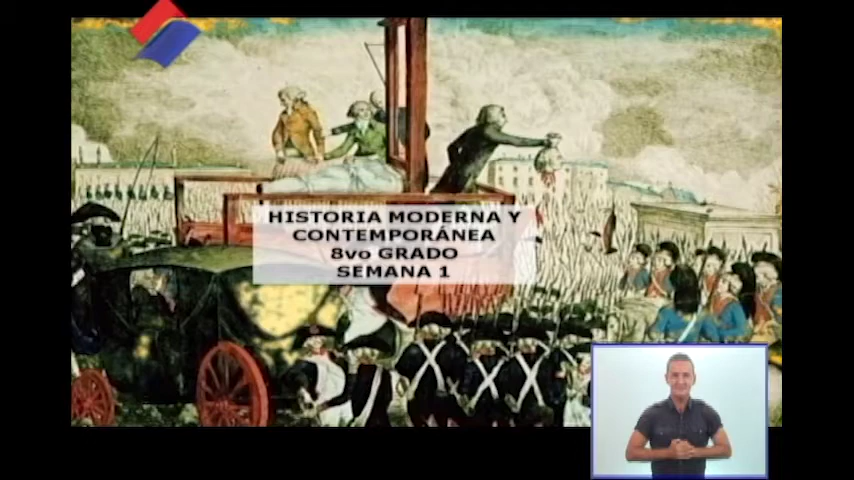 HISTORIA MODERNA Y
CONTEMPORÁNEA
8vo GRADO
SEMANA 1